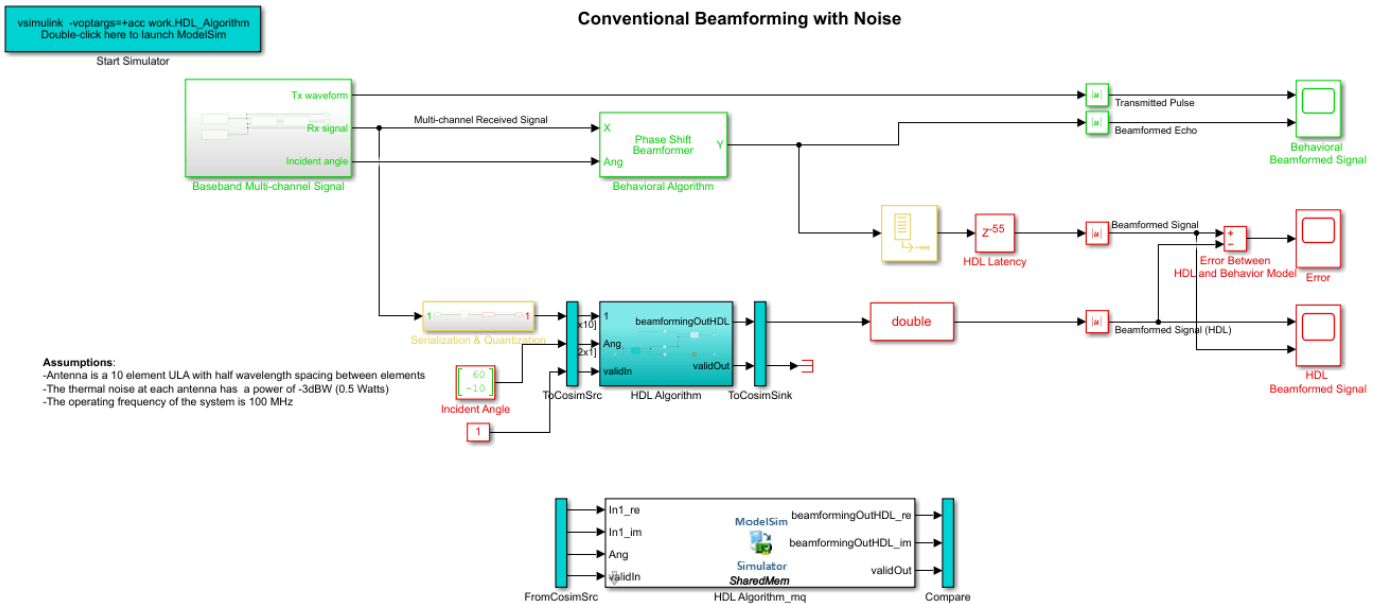 Conventional Beamforming with Noise
vsimulink -voptargs=+acc work.HDL_Algorithm
Double-click here to launch ModelSim
Start Simulator
Tx waveform
Rx signal
Incident angle
Baseband Multi-channel Signal
Multi-channel Received Signal
X
Ang
Phase Shift
Beamformer
Y
Behavioral Algorithm
|u|
Transmitted Pulse
|u|
Beamformed Echo
Behavioral
Beamformed Signal
Z-55
HDL Latency
|u|
Beamformed Signal
+
−
Error Between
HDL and Behavior Model
Error
1
1
Serialization & Quantization
x10]
2x1]
ToCosimSrc
1
Ang
validIn
beamformingOutHDL
validOut
HDL Algorithm
ToCosimSink
double
|u|
Beamformed Signal (HDL)
HDL
Beamformed Signal
Assumptions:
-Antenna is a 10 element ULA with half wavelength spacing between elements
-The thermal noise at each antenna has a power of -3dBW (0.5 Watts)
-The operating frequency of the system is 100 MHz
60
-10
Incident Angle
1
FromCosimSrc
In1_re
In1_im
Ang
validIn
ModelSim
Simulator
SharedMem
beamformingOutHDL_re
beamformingOutHDL_im
validOut
HDL Algorithm_mq
Compare